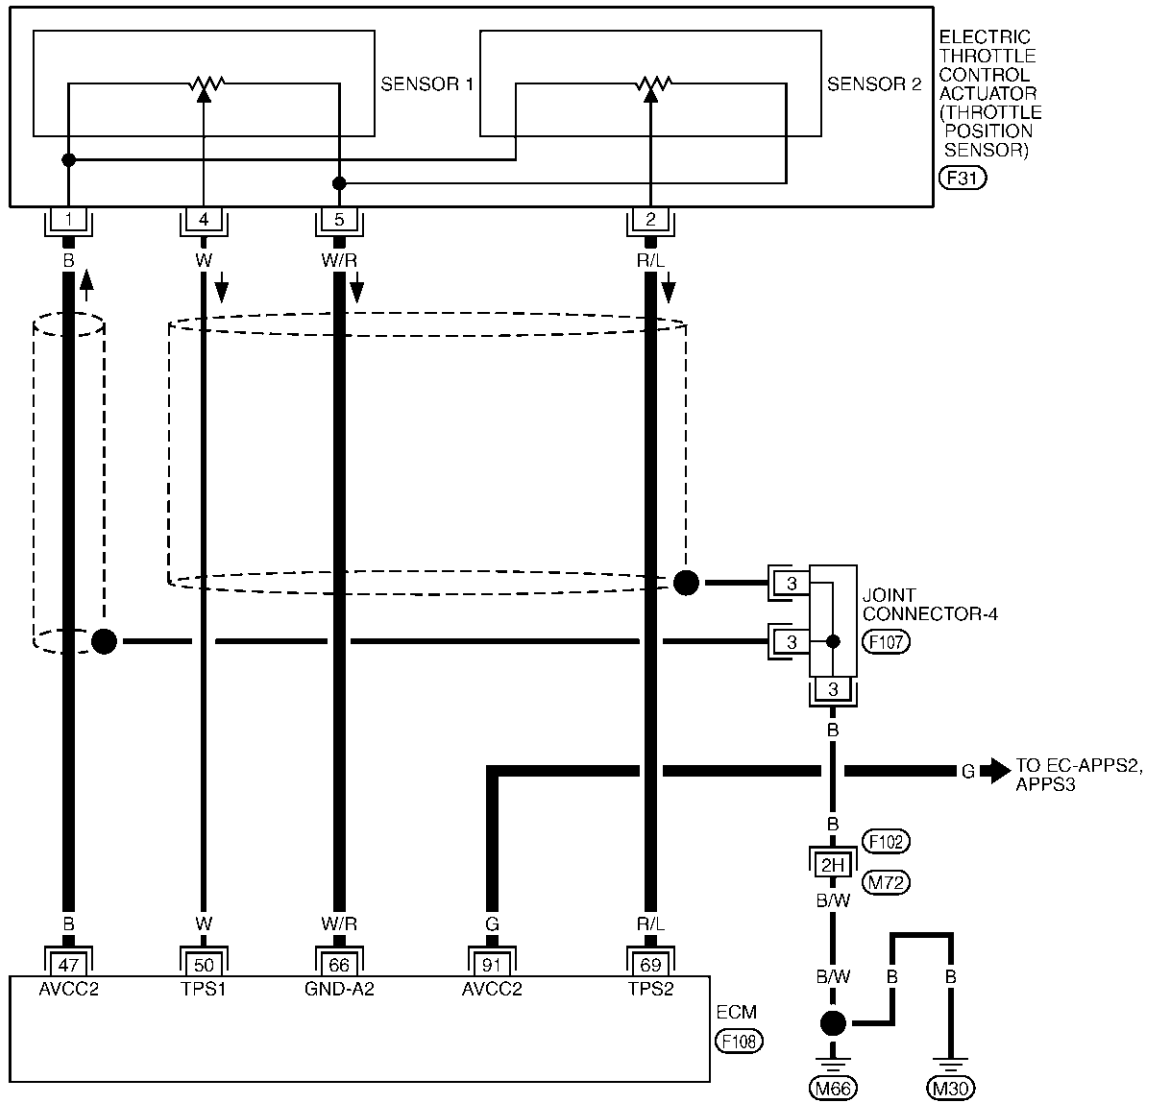 ELECTRIC
THROTTLE
CONTROL
ACTUATOR
(THROTTLE
POSITION
SENSOR)
F31
SENSOR 1
SENSOR 2
1
4
5
2
B
W
W/R
R/L
3
JOINT
CONNECTOR-4
3
F107
3
B
G
TO EC-APPS2,
APPS3
B
F102
2H
M72
B/W
B
W
W/R
G
R/L
47
50
66
91
69
B/W
B
B
AVCC2
TPS1
GND-A2
AVCC2
TPS2
ECM
F108
M66
M30